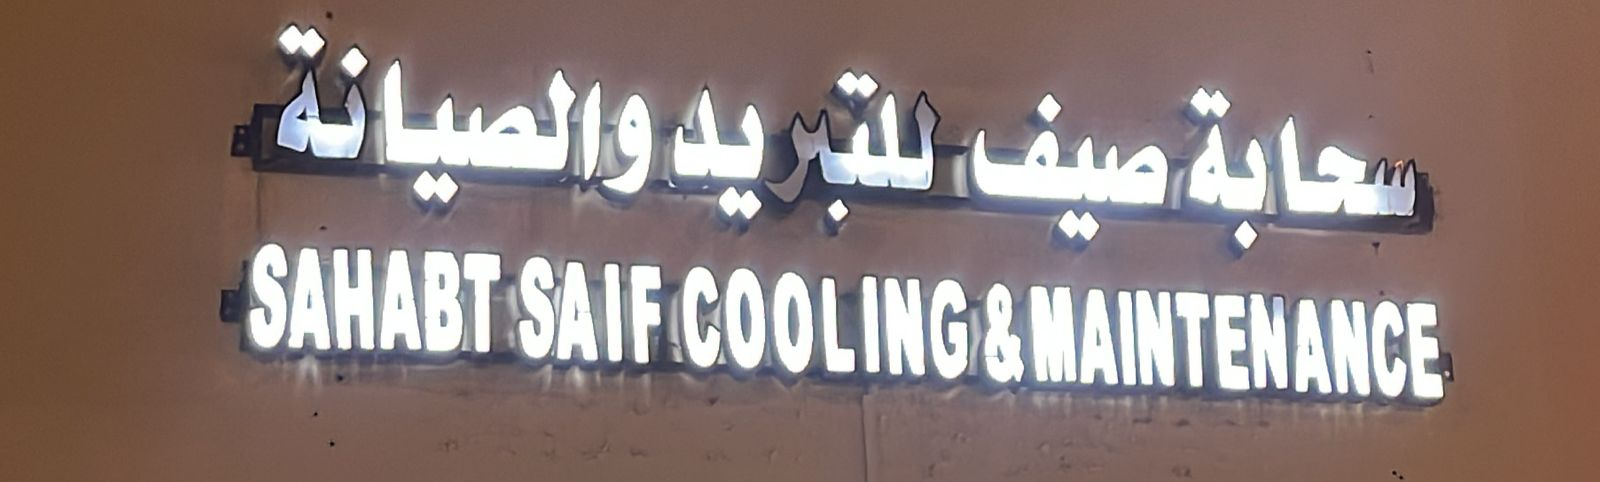 سحابة صيف للتبريد والصيانة
SAHABT SAIF COOLING & MAINTENANCE